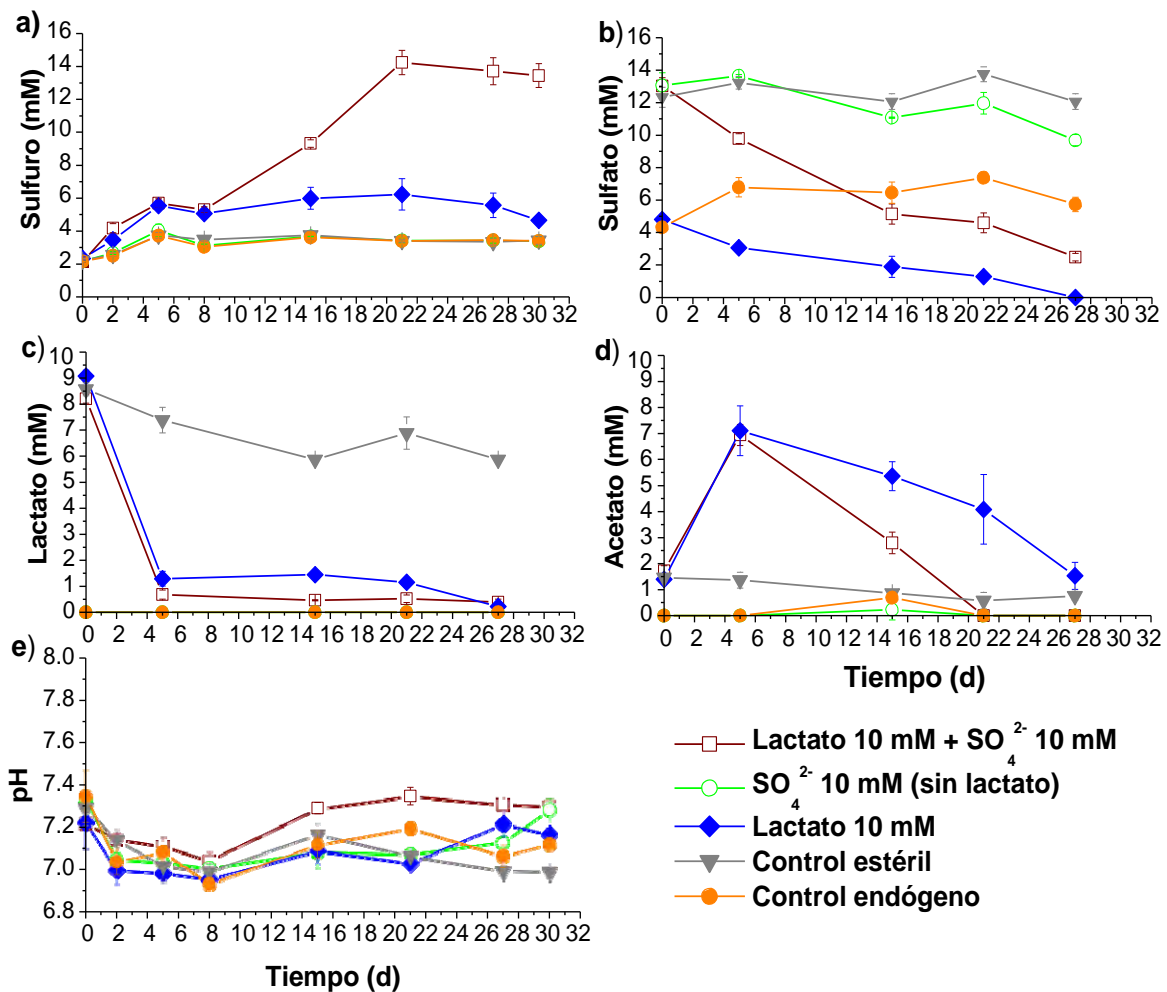 a)
Sulfuro (mM)
16
14
12
10
8
6
4
2
0
0 2 4 6 8 10 12 14 16 18 20 22 24 26 28 30 32
b)
Sulfato (mM)
16
14
12
10
8
6
4
2
0
0 2 4 6 8 10 12 14 16 18 20 22 24 26 28 30 32
c)
Lactato (mM)
10
9
8
7
6
5
4
3
2
1
0
0 2 4 6 8 10 12 14 16 18 20 22 24 26 28 30 32
d)
Acetato (mM)
10
9
8
7
6
5
4
3
2
1
0
0 2 4 6 8 10 12 14 16 18 20 22 24 26 28 30 32
Tiempo (d)
e)
pH
8.0
7.8
7.6
7.4
7.2
7.0
6.8
0 2 4 6 8 10 12 14 16 18 20 22 24 26 28 30 32
Tiempo (d)
Lactato 10 mM + SO4 2- 10 mM
SO4 2- 10 mM (sin lactato)
Lactato 10 mM
Control estéril
Control endógeno